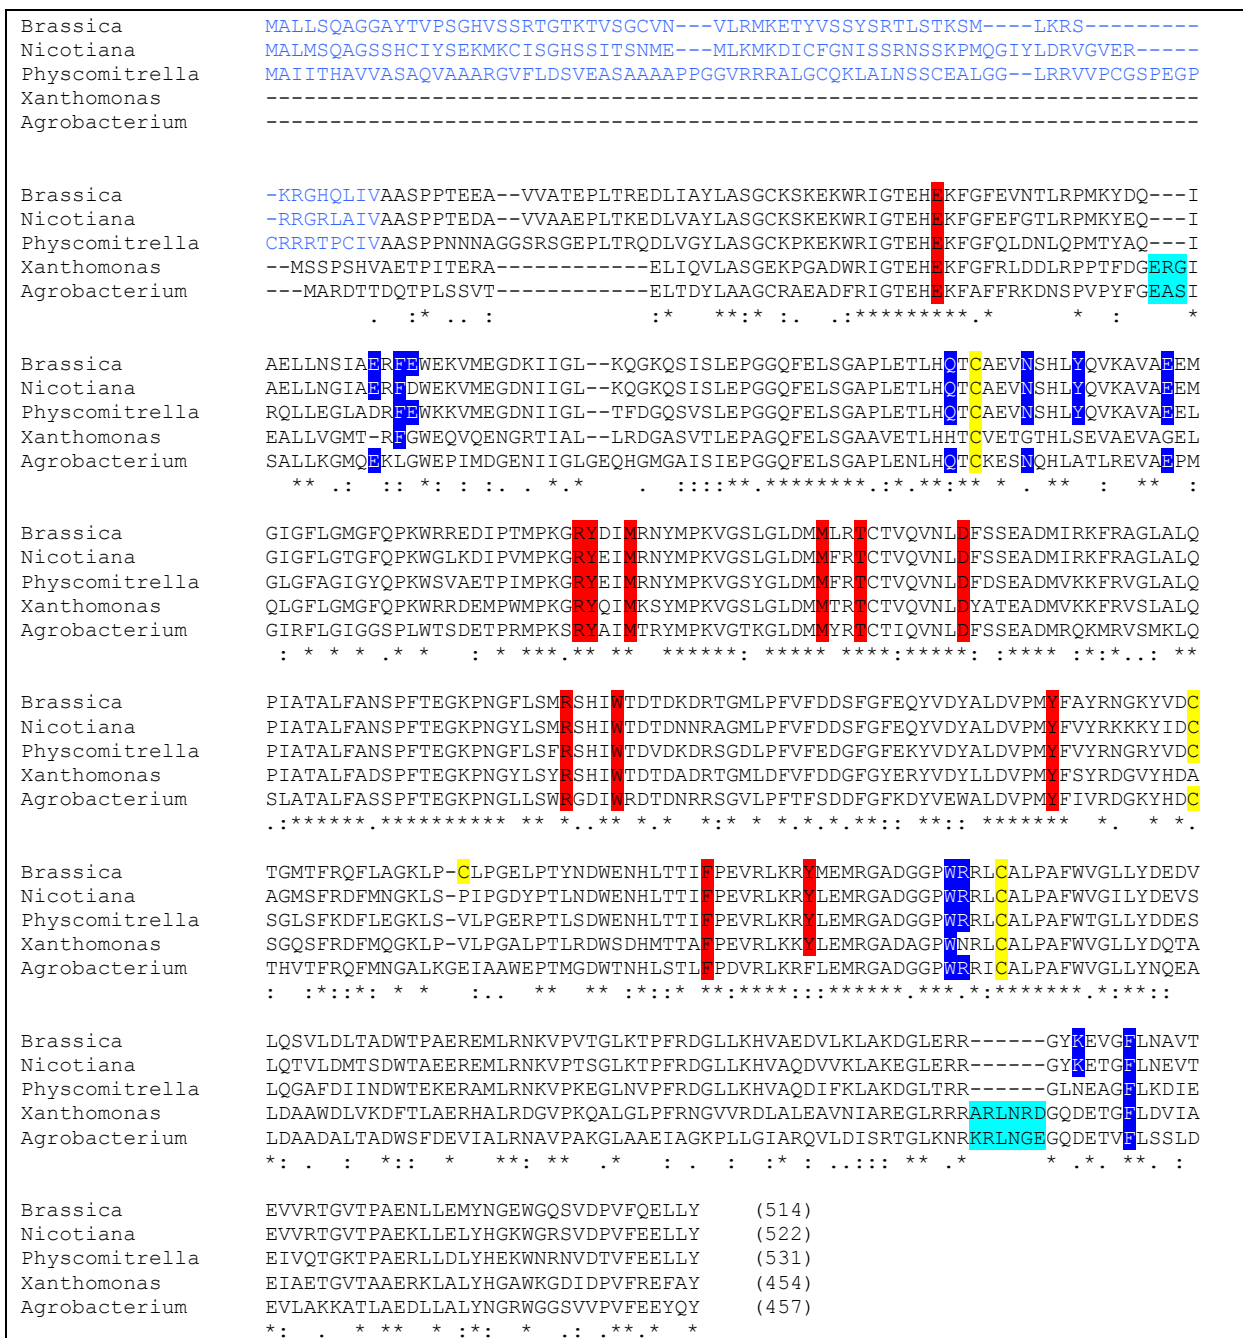 Brassica MALLSQAGGAYTVPSGHVSSRTGTKTVSGCVN---VLRMKETYVSSYSRTLSTKSM----LKRS---------
Nicotiana MALMSQAGSSHCIYSEKMKCISGHSSITSNME---MLKMKDICFGNISSRNSSKPMQGIYLDRVGVER-----
Physcomitrella MAIITHAVVASAQVAAARGVFLDSVEASAAAAPPGGVRRRALGCQKLALNSSCEALGG--LRRVVPCGSPEGP
Xanthomonas -------------------------------------------------------------------------
Agrobacterium -------------------------------------------------------------------------
Brassica -KRGHQLIVAASPPTEEA--VVATEPLTREDLIAYLASGCKSKEKWRIGTEHEKFGFEVNTLRPMKYDQ---I
Nicotiana -RRGRLAIVAASPPTEDA--VVAAEPLTKEDLVAYLASGCKSKEKWRIGTEHEKFGFEFGTLRPMKYEQ---I
Physcomitrella CRRRTPCIVAASPPNNNAGGSRSGEPLTRQDLVGYLASGCKPKEKWRIGTEHEKFGFQLDNLQPMTYAQ---I
Xanthomonas --MSSPSHVAETPITERA------------ELIQVLASGEKPGADWRIGTEHEKFGFRLDDLRPPTFDGERGI
Agrobacterium ---MARDTTDQTPLSSVT------------ELTDYLAAGCRAEADFRIGTEHEKFAFFRKDNSPVPYFGEASI
. :* .. : :* **:* :. .:********* .* * : *
Brassica AELLNSIAERFEWEKVMEGDKIIGL--KQGKQSISLEPGGQFELSGAPLETLHQTCAEVNSHLYQVKAVAEEM
Nicotiana AELLNGIAERFDWEKVMEGDKIIGL--KQGKQSISLEPGGQFELSGAPLETLHQTCAEVNSHLYQVKAVAEEM
Physcomitrella RQLLEGLADRFEWKKVMEGDNIIGL--TFDGQSVSLEPGGQFELSGAPLETLHQTCAEVNSHLYQVKAVAEEL
Xanthomonas EALLVGMT-RFGWEQVQENGRTIAL--LRDGASVTLEPAGQFELSGAAVETLHHTCVETGTHLSEVAEVAGEL
Agrobacterium SALLKGMQEKLGWEPIMDGENIIGLGEQHGMGAISIEPGGQFELSGAPLENLHQTCKESNQHLATLREVAEPM
** .: :: *: : :. . *.* . ::::**.******** .:*.**:** * . ** : ** :
Brassica GIGFLGMGFQPKWRREDIPTMPKGRYDIMRNYMPKVGSLGLDMMLRTCTVQVNLDFSSEADMIRKFRAGLALQ
Nicotiana GIGFLGTGFQPKWGLKDIPVMPKGRYEIMRNYMPKVGSLGLDMMFRTCTVQVNLDFSSEADMIRKFRAGLALQ
Physcomitrella GLGFAGIGYQPKWSVAETPIMPKGRYEIMRNYMPKVGSYGLDMMFRTCTVQVNLDFDSEADMVKKFRVGLALQ
Xanthomonas QLGFLGMGFQPKWRRDEMPWMPKGRYQIMKSYMPKVGSLGLDMMTRTCTVQVNLDYATEADMVKKFRVSLALQ
Agrobacterium GIRFLGIGGSPLWTSDETPRMPKSRYAIMTRYMPKVGTKGLDMMYRTCTIQVNLDFSSEADMRQKMRVSMKLQ
: * * * .* * : * ***.** ** ******: ***** ****:*****: :**** :*:*..: **
Brassica PIATALFANSPFTEGKPNGFLSMRSHIWTDTDKDRTGMLPFVFDDSFGFEQYVDYALDVPMYFAYRNGKYVDC
Nicotiana PIATALFANSPFTEGKPNGFLSMRSHIWTDTDNNRAGMLPFVFDDSFGFEQYVDYALDVPMYFVYRKKKYIDC
Physcomitrella PIATALFANSPFTEGKPNGFLSFRSHIWTDVDKDRSGDLPFVFEDGFGFEKYVDYALDVPMYFVYRNGRYVDC
Xanthomonas PIATALFADSPFTEGKPNGYLSYRSHIWTDTDADRTGMLDFVFDDGFGYERYVDYLLDVPMYFSYRDGVYHDA
Agrobacterium SLATALFASSPFTEGKPNGLLSWRGDIWRDTDNRRSGVLPFTFSDDFGFKDYVEWALDVPMYFIVRDGKYHDC
.:******.********** ** *..** *.* *:* *.*.*.**:: **:: ******* *. * *.
Brassica TGMTFRQFLAGKLP-CLPGELPTYNDWENHLTTIFPEVRLKRYMEMRGADGGPWRRLCALPAFWVGLLYDEDV
Nicotiana AGMSFRDFMNGKLS-PIPGDYPTLNDWENHLTTIFPEVRLKRYLEMRGADGGPWRRLCALPAFWVGILYDEVS
Physcomitrella SGLSFKDFLEGKLS-VLPGERPTLSDWENHLTTIFPEVRLKRYLEMRGADGGPWRRLCALPAFWTGLLYDDES
Xanthomonas SGQSFRDFMQGKLP-VLPGALPTLRDWSDHMTTAFPEVRLKKYLEMRGADAGPWNRLCALPAFWVGLLYDQTA
Agrobacterium THVTFRQFMNGALKGEIAAWEPTMGDWTNHLSTLFPDVRLKRFLEMRGADGGPWRRICALPAFWVGLLYNQEA
: :*::*: * * :.. ** ** :*::* **:****::*******.***.*:*******.*:**::
Brassica LQSVLDLTADWTPAEREMLRNKVPVTGLKTPFRDGLLKHVAEDVLKLAKDGLERR------GYKEVGFLNAVT
Nicotiana LQTVLDMTSDWTAEEREMLRNKVPTSGLKTPFRDGLLKHVAQDVVKLAKEGLERR------GYKETGFLNEVT
Physcomitrella LQGAFDIINDWTEKERAMLRNKVPKEGLNVPFRDGLLKHVAQDIFKLAKDGLTRR------GLNEAGFLKDIE
Xanthomonas LDAAWDLVKDFTLAERHALRDGVPKQALGLPFRNGVVRDLALEAVNIAREGLRRRARLNRDGQDETGFLDVIA
Agrobacterium LDAADALTADWSFDEVIALRNAVPAKGLAAEIAGKPLLGIARQVLDISRTGLKNRKRLNGEGQDETVFLSSLD
*: . : *:: * **: ** .* : . : :* : ..::: ** .* * .*. **. :
Brassica EVVRTGVTPAENLLEMYNGEWGQSVDPVFQELLY (514)
Nicotiana EVVRTGVTPAEKLLELYHGKWGRSVDPVFEELLY (522)
Physcomitrella EIVQTGKTPAERLLDLYHEKWNRNVDTVFEELLY (531)
Xanthomonas EIAETGVTAAERKLALYHGAWKGDIDPVFREFAY (454)
Agrobacterium EVLAKKATLAEDLLALYNGRWGGSVVPVFEEYQY (457)
*: . * ** * :*: * .: .**.* *